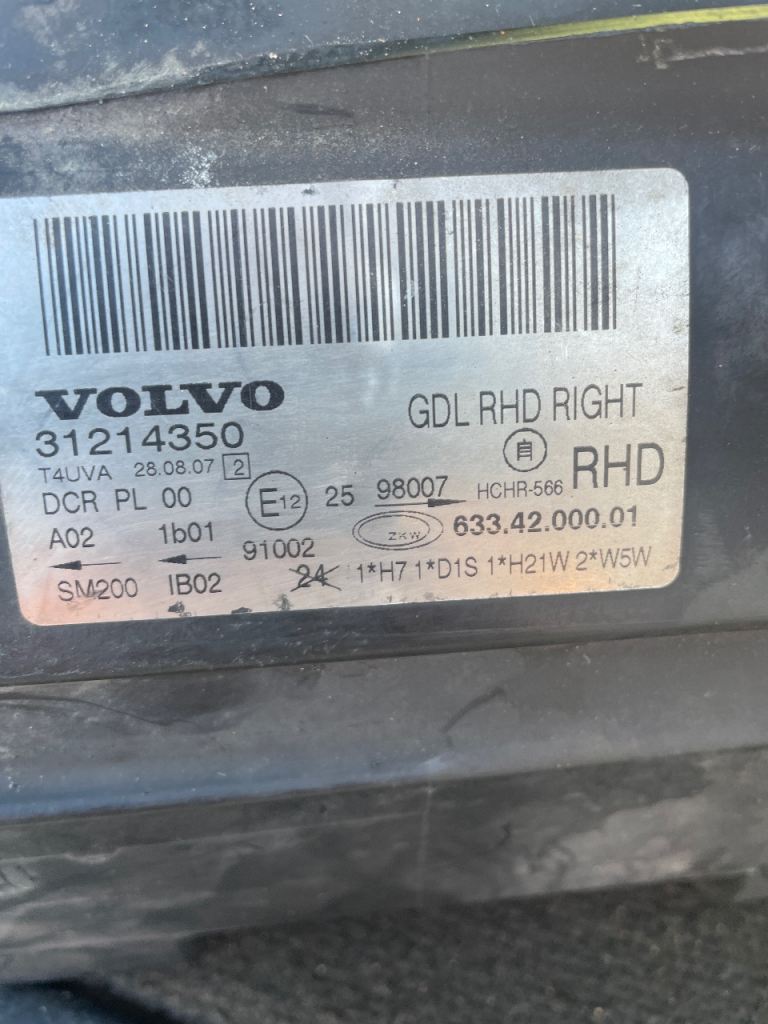 VOLVO
GDL RHD RIGHT
31214350
T4UVA 28.08.07 2
自
RHD
DCR PL 00
E12
25
98007
HCHR-566
A02
1b01
91002
ZKW
633.42.000.01
SM200
IB02
24
1*H7 1*D1S 1*H21W 2*W5W